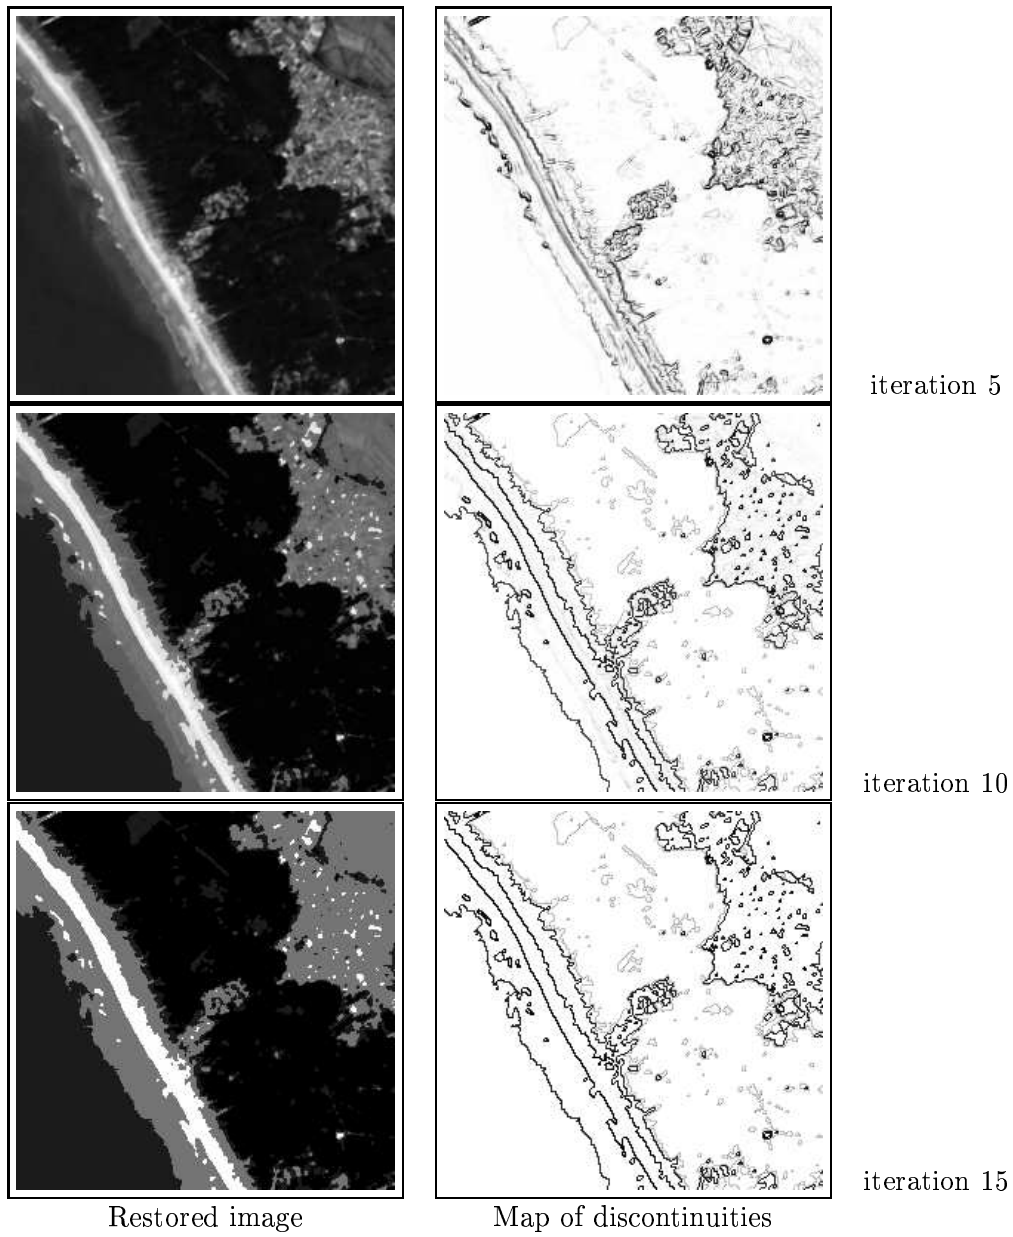 iteration 5
iteration 10
iteration 15
Restored image
Map of discontinuities